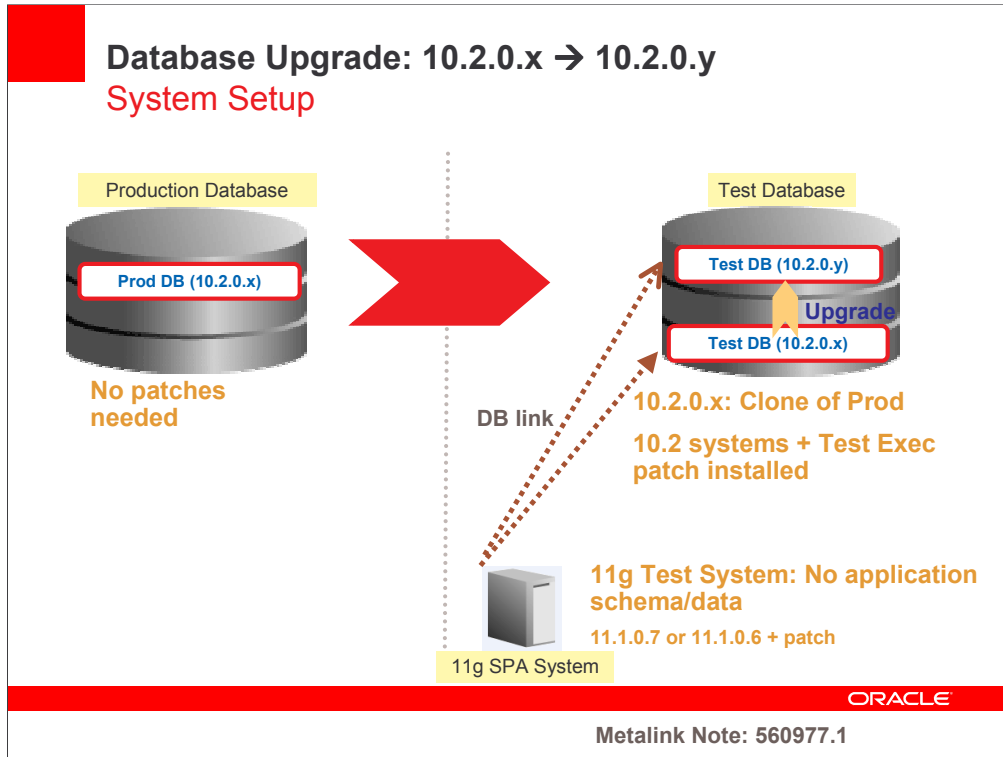 Database Upgrade: 10.2.0.x → 10.2.0.y
System Setup
Production Database
Prod DB (10.2.0.x)
No patches
needed
Test Database
Test DB (10.2.0.y)
Upgrade
Test DB (10.2.0.x)
DB link
10.2.0.x: Clone of Prod
10.2 systems + Test Exec
patch installed
11g Test System: No application
schema/data
11.1.0.7 or 11.1.0.6 + patch
11g SPA System
ORACLE
Metalink Note: 560977.1